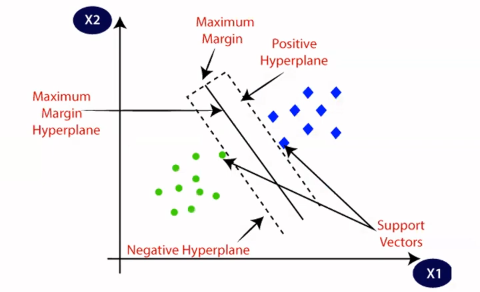 X2
Maximum
Margin
Positive
Hyperplane
Maximum
Margin
Hyperplane
Support
Vectors
Negative Hyperplane
X1